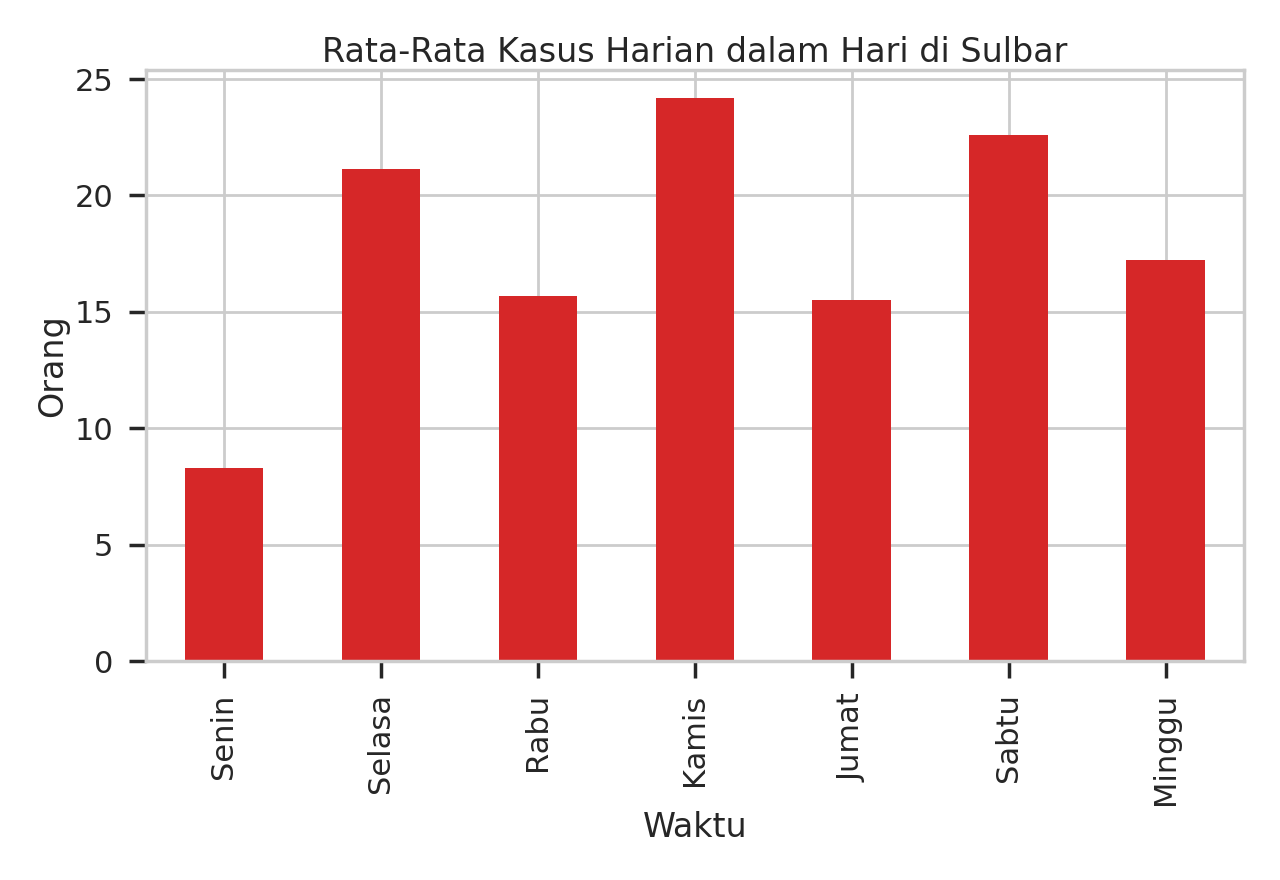 Rata-Rata Kasus Harian dalam Hari di Sulbar
Orang
25
20
15
10
5
0
Senin
Selasa
Rabu
Kamis
Jumat
Sabtu
Minggu
Waktu